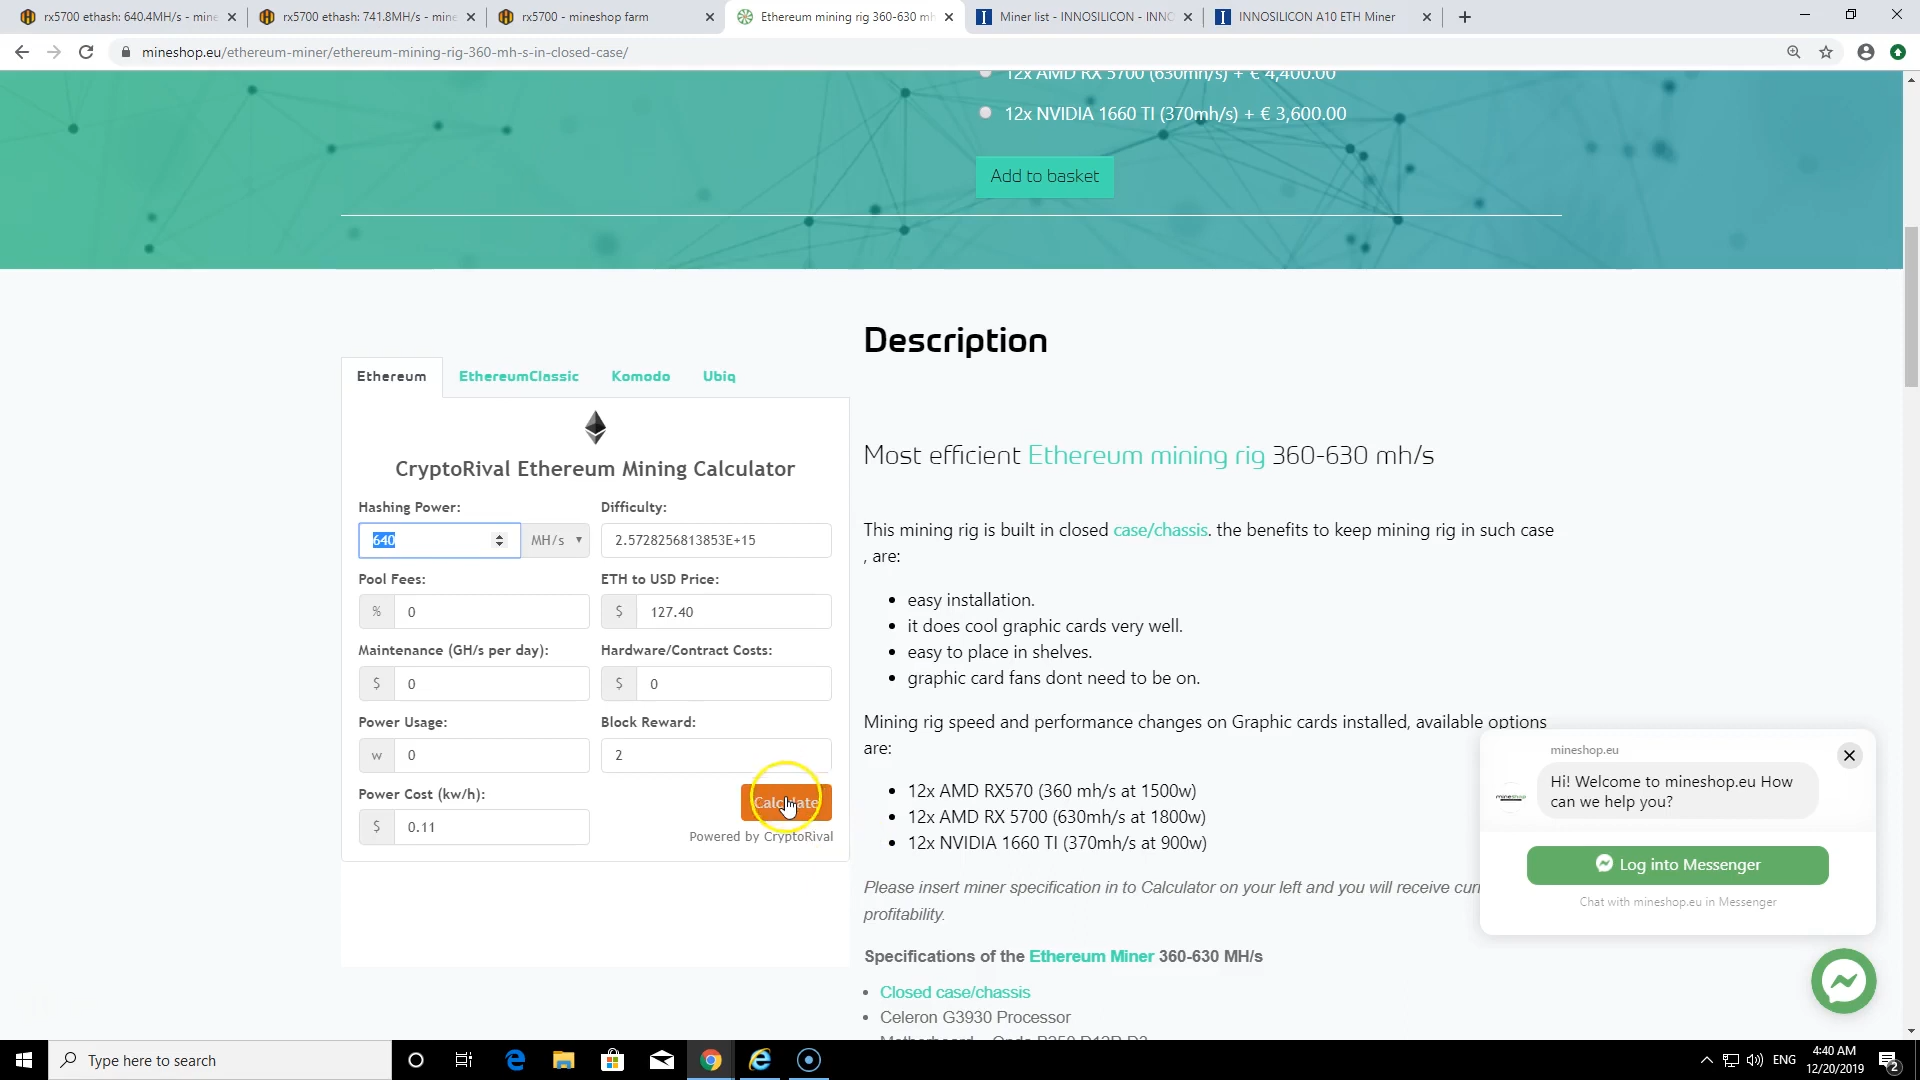 rx5700 ethash: 640.4MH/s - mine
rx5700 ethash: 741.8MH/s - mine
rx5700 - mineshop farm
Ethereum mining rig 360-630 mh
Miner list - INNOSILICON - INNO
INNOSILICON A10 ETH Miner
mineshop.eu/ethereum-miner/ethereum-mining-rig-360-mh-s-in-closed-case/
12x AMD RX 5700 (630mh/s) + € 4,400.00
12x NVIDIA 1660 TI (370mh/s) + € 3,600.00
Add to basket
Description
Ethereum EthereumClassic Komodo Ubiq
CryptoRival Ethereum Mining Calculator
Hashing Power: Difficulty:
640 MH/s 2.5728256813853E+15
Pool Fees: ETH to USD Price:
% 0 $ 127.40
Maintenance (GH/s per day): Hardware/Contract Costs:
$ 0 $ 0
Power Usage: Block Reward:
w 0 2
Power Cost (kw/h):
Calculate
$ 0.11
Powered by CryptoRival
Most efficient Ethereum mining rig 360-630 mh/s
This mining rig is built in closed case/chassis. the benefits to keep mining rig in such case
, are:
• easy installation.
• it does cool graphic cards very well.
• easy to place in shelves.
• graphic card fans dont need to be on.
Mining rig speed and performance changes on Graphic cards installed, available options
are:
• 12x AMD RX570 (360 mh/s at 1500w)
• 12x AMD RX 5700 (630mh/s at 1800w)
• 12x NVIDIA 1660 TI (370mh/s at 900w)
Please insert miner specification in to Calculator on your left and you will receive
profitability.
Specifications of the Ethereum Miner 360-630 MH/s
• Closed case/chassis
• Celeron G3930 Processor
mineshop.eu
Hi! Welcome to mineshop.eu How
can we help you?
mineshop
Log into Messenger
Chat with mineshop.eu in Messenger
Type here to search
ENG
4:40 AM
12/20/2019
2